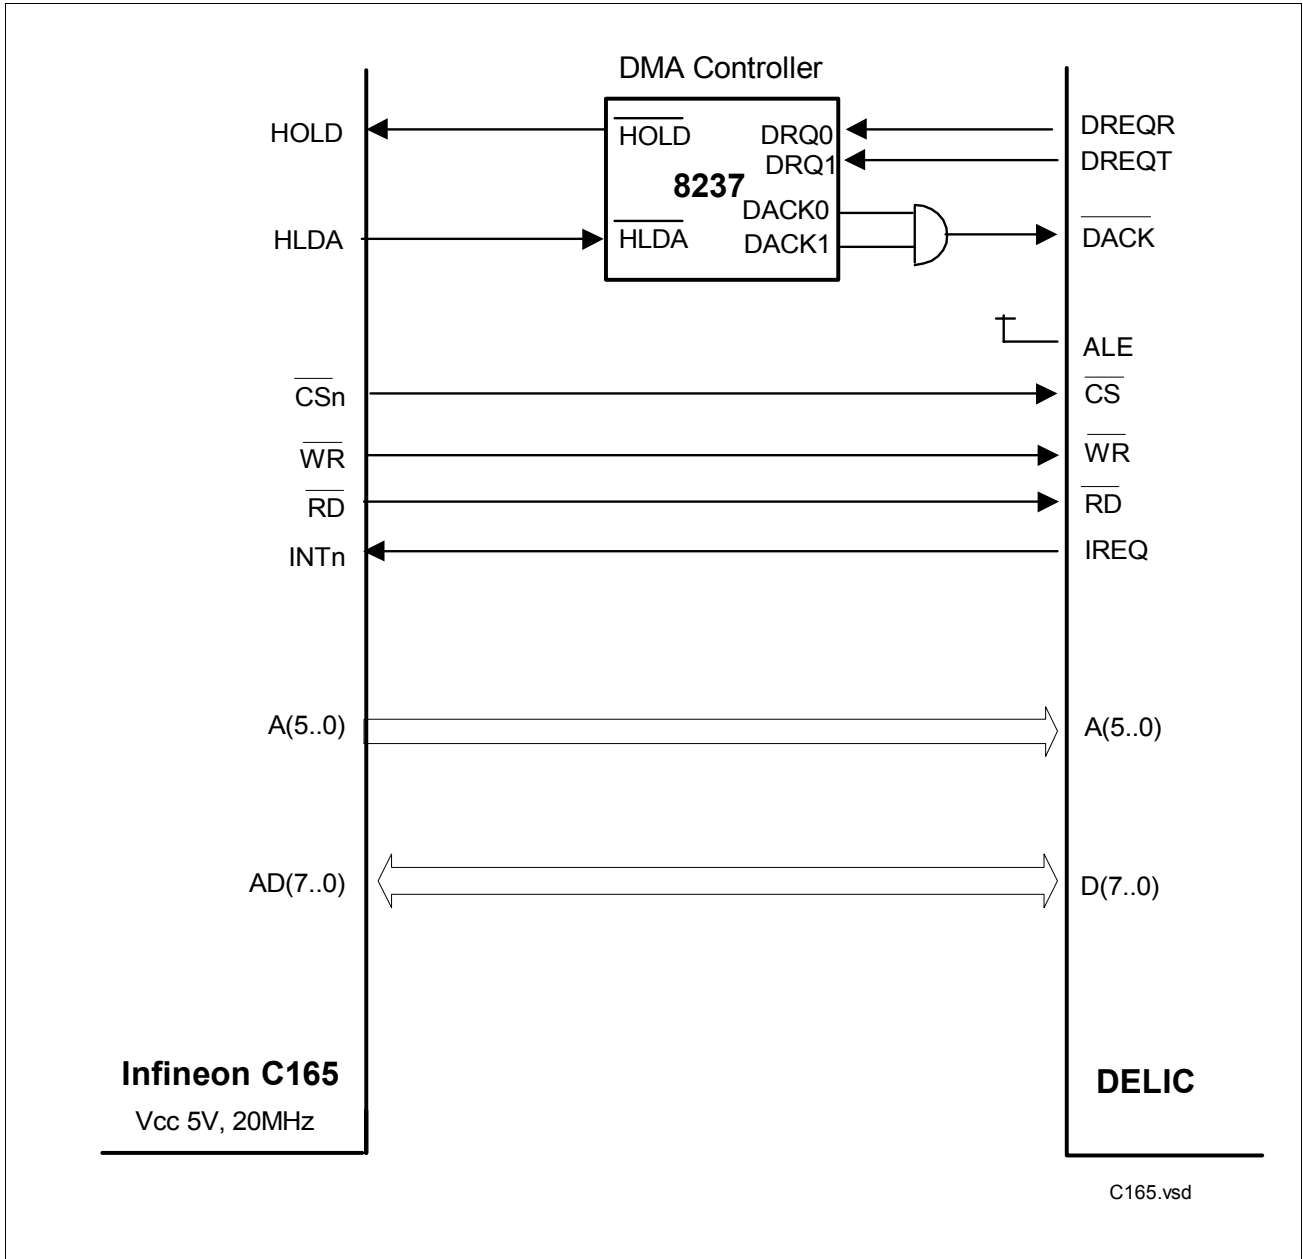 DMA Controller
HOLD
HOLD
DRQ0
DREQR
DRQ1
DREQT
8237
DACK0
HLDA
HLDA
DACK1
DACK
ALE
CSn
CS
WR
WR
RD
RD
INTn
IREQ
A(5..0)
A(5..0)
AD(7..0)
D(7..0)
Infineon C165
Vcc 5V, 20MHz
DELIC
C165.vsd